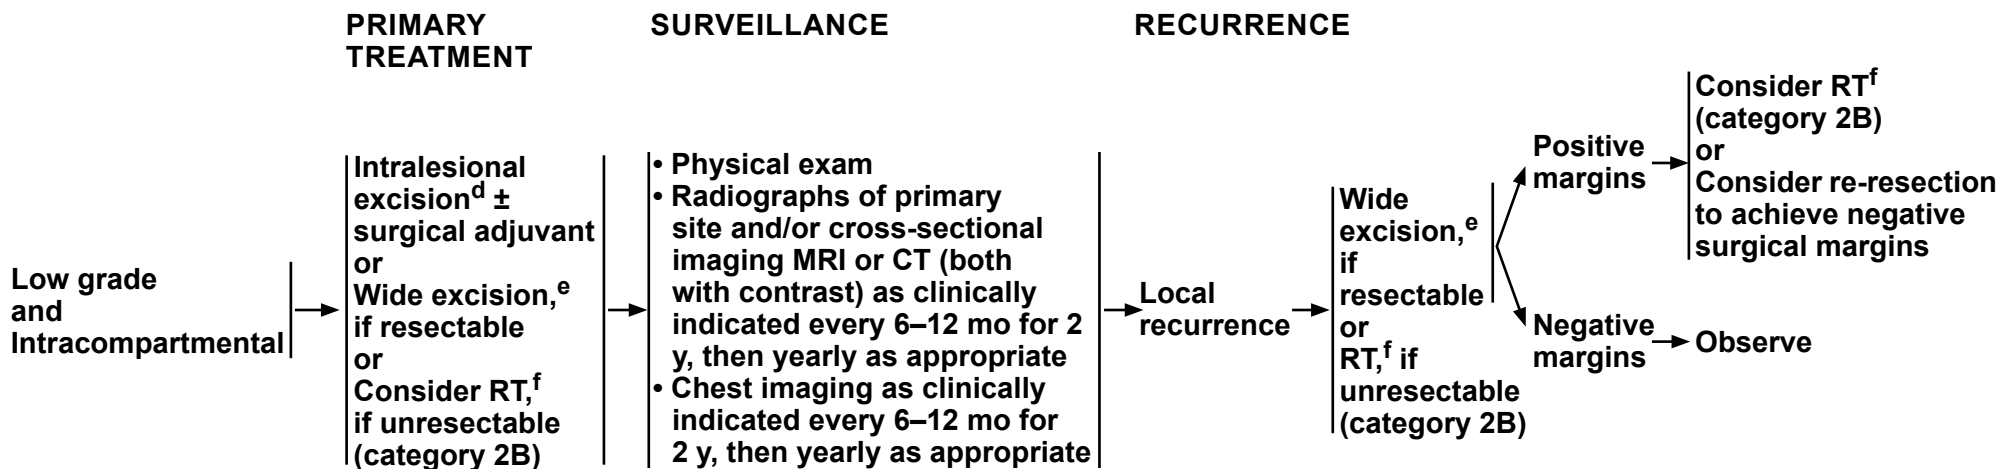 PRIMARY
TREATMENT
SURVEILLANCE
RECURRENCE
Low grade
and
Intracompartmental
Intralesional
excisionᵈ ±
surgical adjuvant
or
Wide excision,ᵉ
if resectable
or
Consider RT,ᶠ
if unresectable
(category 2B)
• Physical exam
• Radiographs of primary
site and/or cross-sectional
imaging MRI or CT (both
with contrast) as clinically
indicated every 6–12 mo for 2
y, then yearly as appropriate
• Chest imaging as clinically
indicated every 6–12 mo for
2 y, then yearly as appropriate
Local
recurrence
Wide
excision,ᵉ
if
resectable
or
RT,ᶠ if
unresectable
(category 2B)
Positive
margins
Consider RTᶠ
(category 2B)
or
Consider re-resection
to achieve negative
surgical margins
Negative
margins
Observe